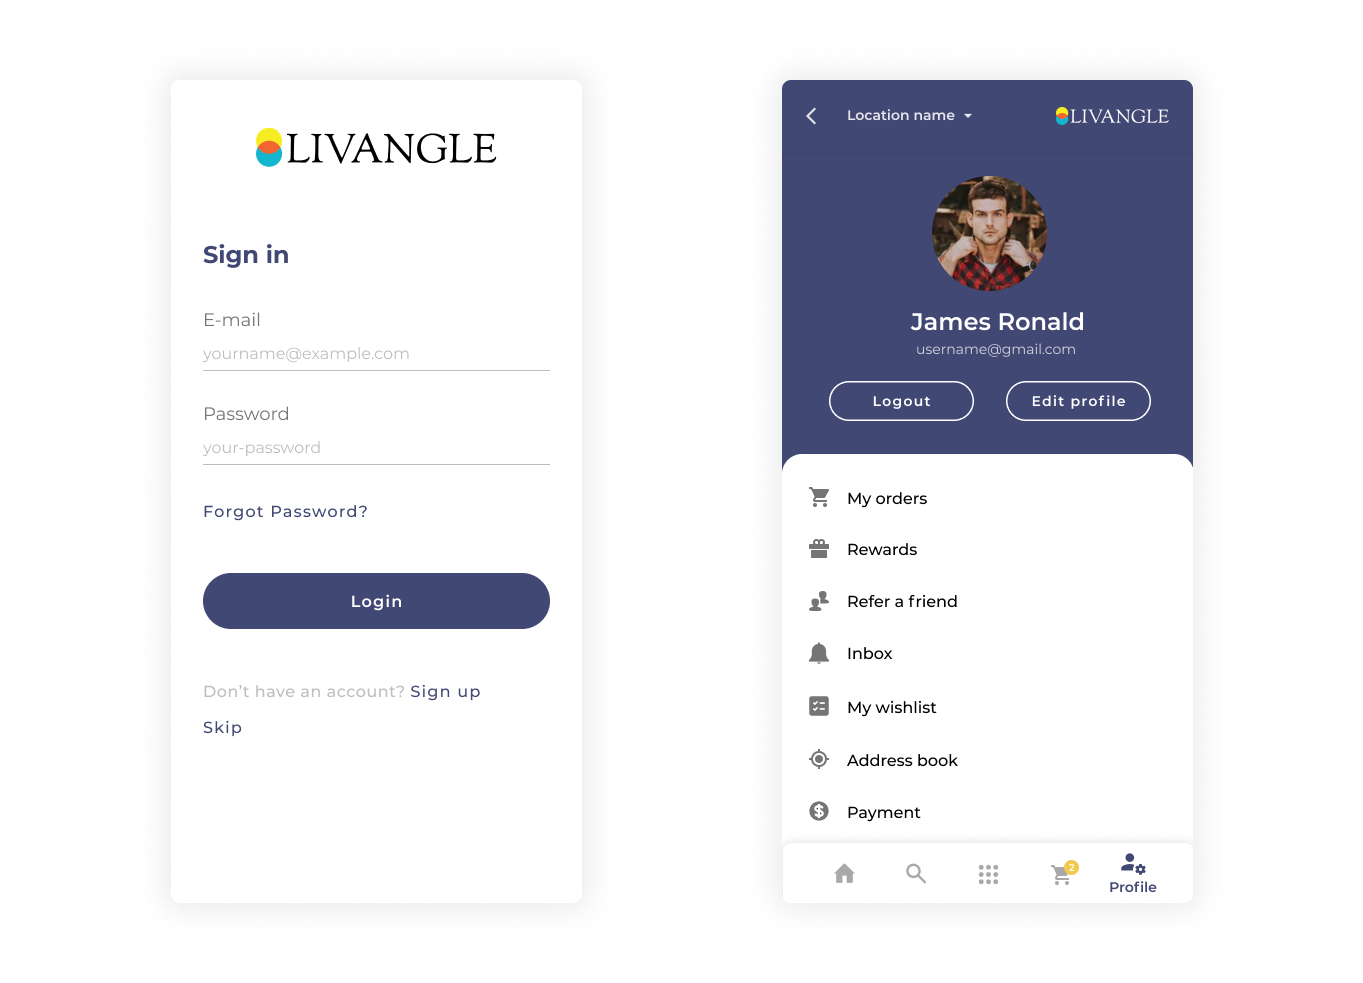 LIVANGLE
Sign in
E-mail
yourname@example.com
Password
your-password
Forgot Password?
Login
Don’t have an account? Sign up
Skip
Location name
LIVANGLE
James Ronald
username@gmail.com
Logout
Edit profile
My orders
Rewards
Refer a friend
Inbox
My wishlist
Address book
Payment
2
Profile